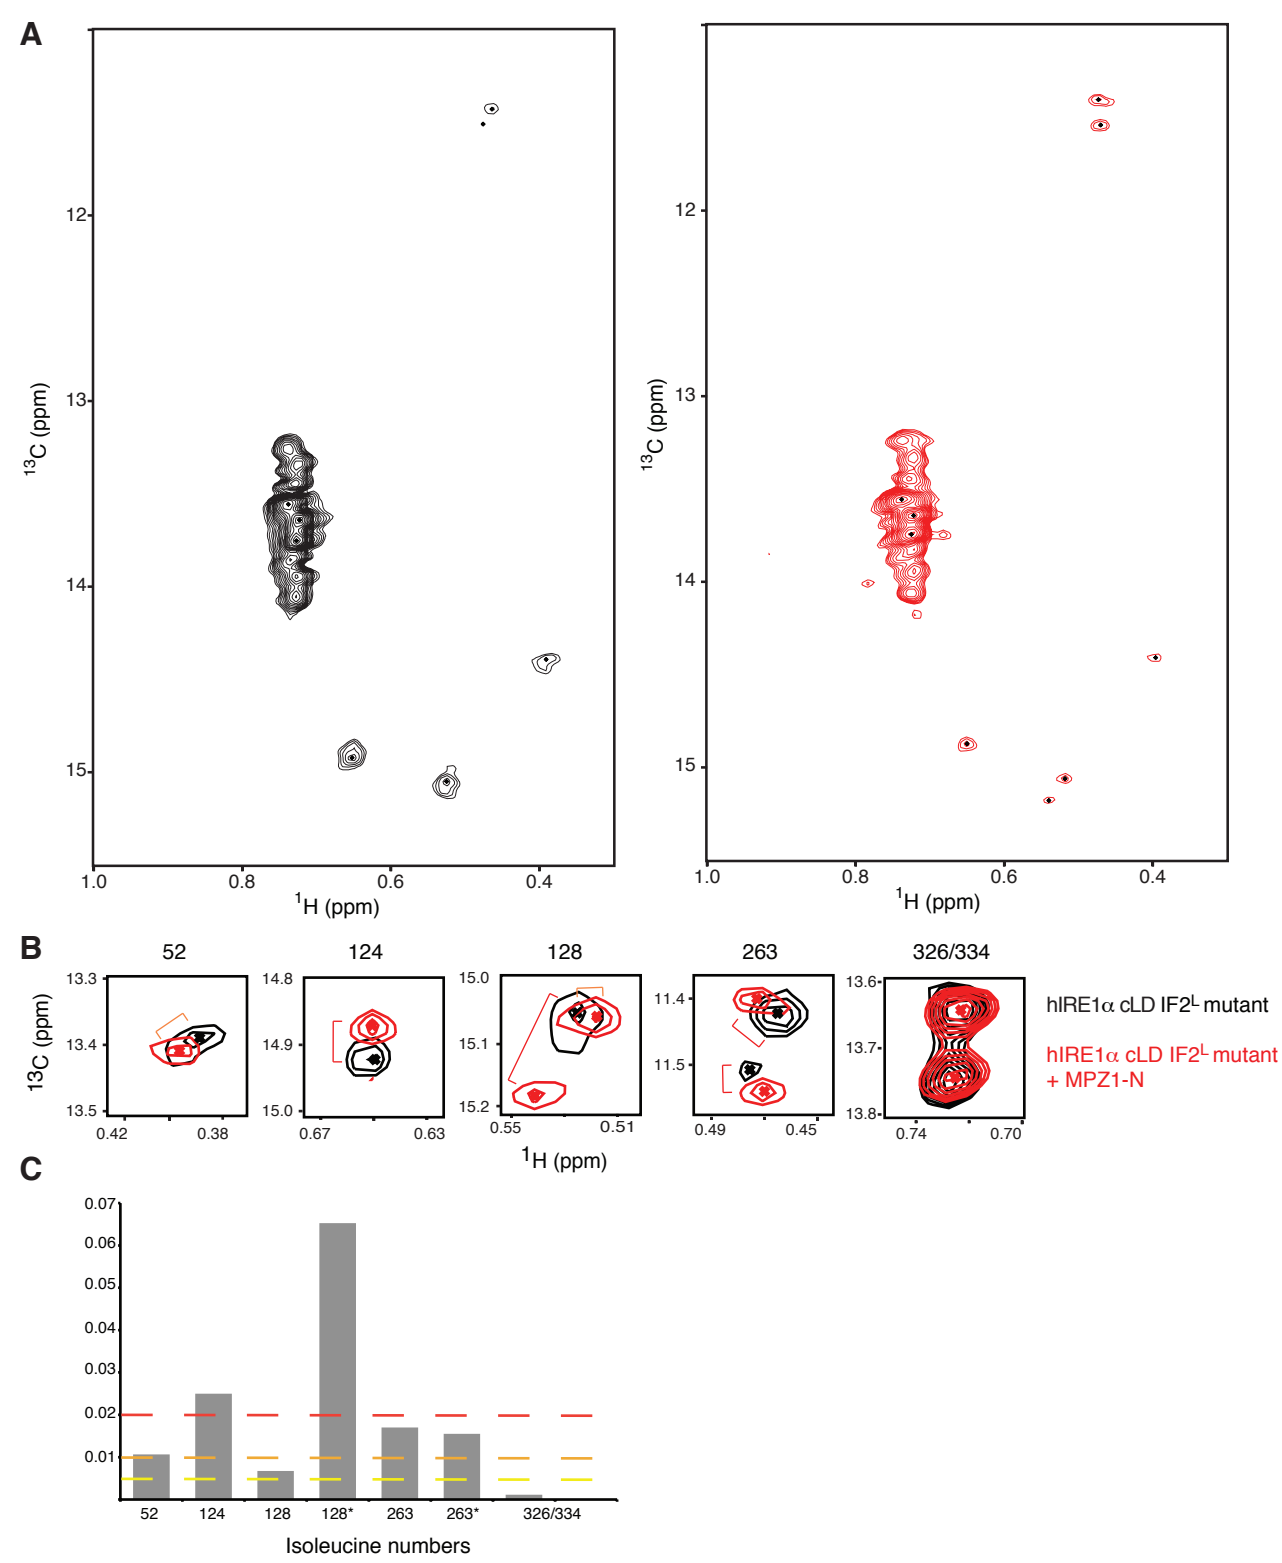 A
12
13
14
15
13C (ppm)
1.0 0.8 0.6 0.4
1H (ppm)
12
13
14
15
13C (ppm)
1.0 0.8 0.6 0.4
1H (ppm)
B
52 124 128 263 326/334
13C (ppm)
13.3
13.4
13.5
0.42 0.38
14.8
14.9
15.0
0.67 0.63
15.0
15.1
15.2
0.55 0.51
11.4
11.5
0.49 0.45
13.6
13.7
13.8
0.74 0.70
1H (ppm)
hIRE1α cLD IF2L mutant
hIRE1α cLD IF2L mutant
+ MPZ1-N
C
0.07
0.06
0.05
0.04
0.03
0.02
0.01
52 124 128 128* 263 263* 326/334
Isoleucine numbers